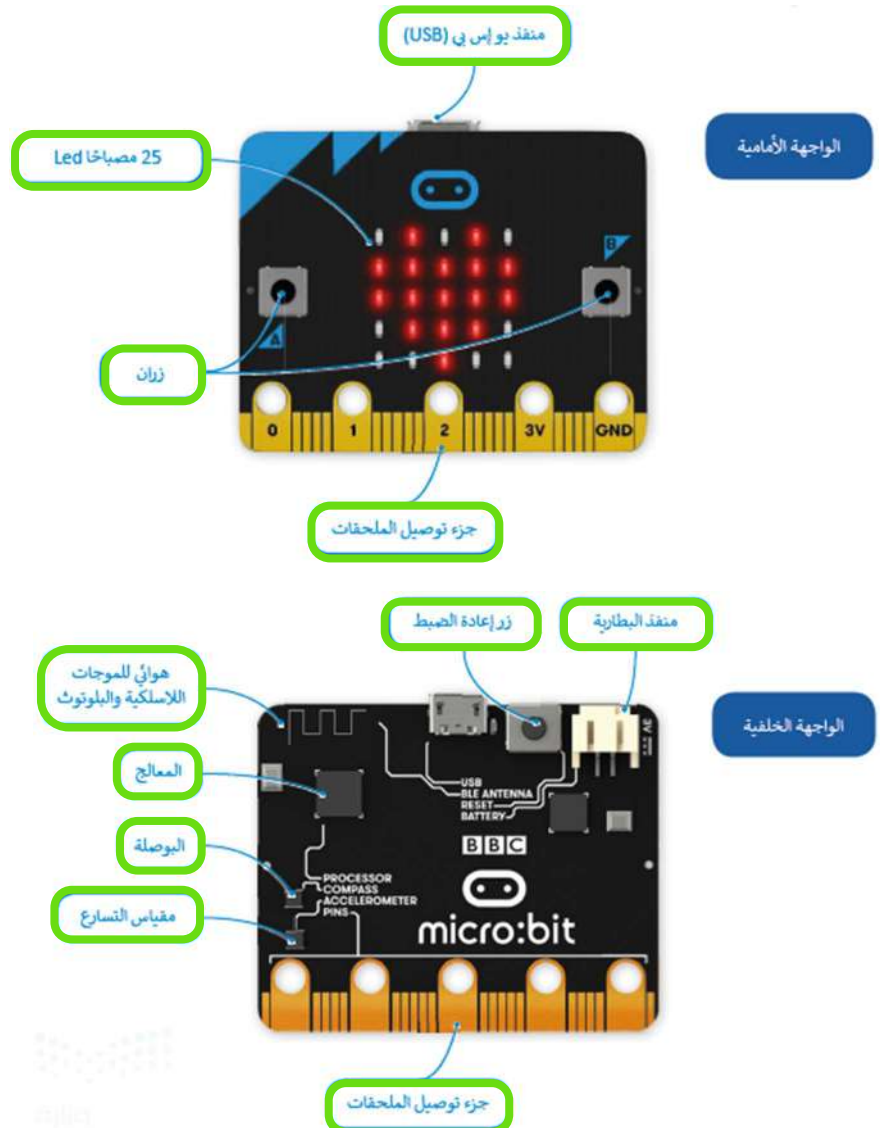 منفذ يو إس بي (USB)
الواجهة الأمامية
25 مصباحًا Led
B
A
زران
0
1
2
3V
GND
جزء توصيل الملحقات
زر إعادة الضبط
منفذ البطارية
هوائي للموجات
اللاسلكية والبلوتوث
الواجهة الخلفية
3V
المعالج
USB
BLE ANTENNA
RESET
BATTERY
BBC
البوصلة
PROCESSOR
COMPASS
ACCELEROMETER
PINS
مقياس التسارع
micro:bit
جزء توصيل الملحقات